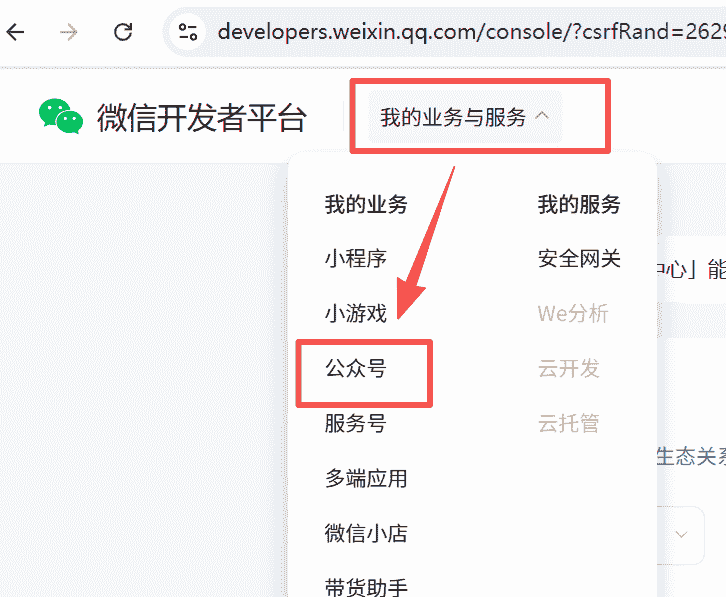 developers.weixin.qq.com/console/?csrfRand=262
微信开发者平台
我的业务与服务
我的业务
我的服务
小程序
安全网关
小游戏
We分析
公众号
云开发
服务号
云托管
多端应用
微信小店
带货助手
中心」能
生态关系